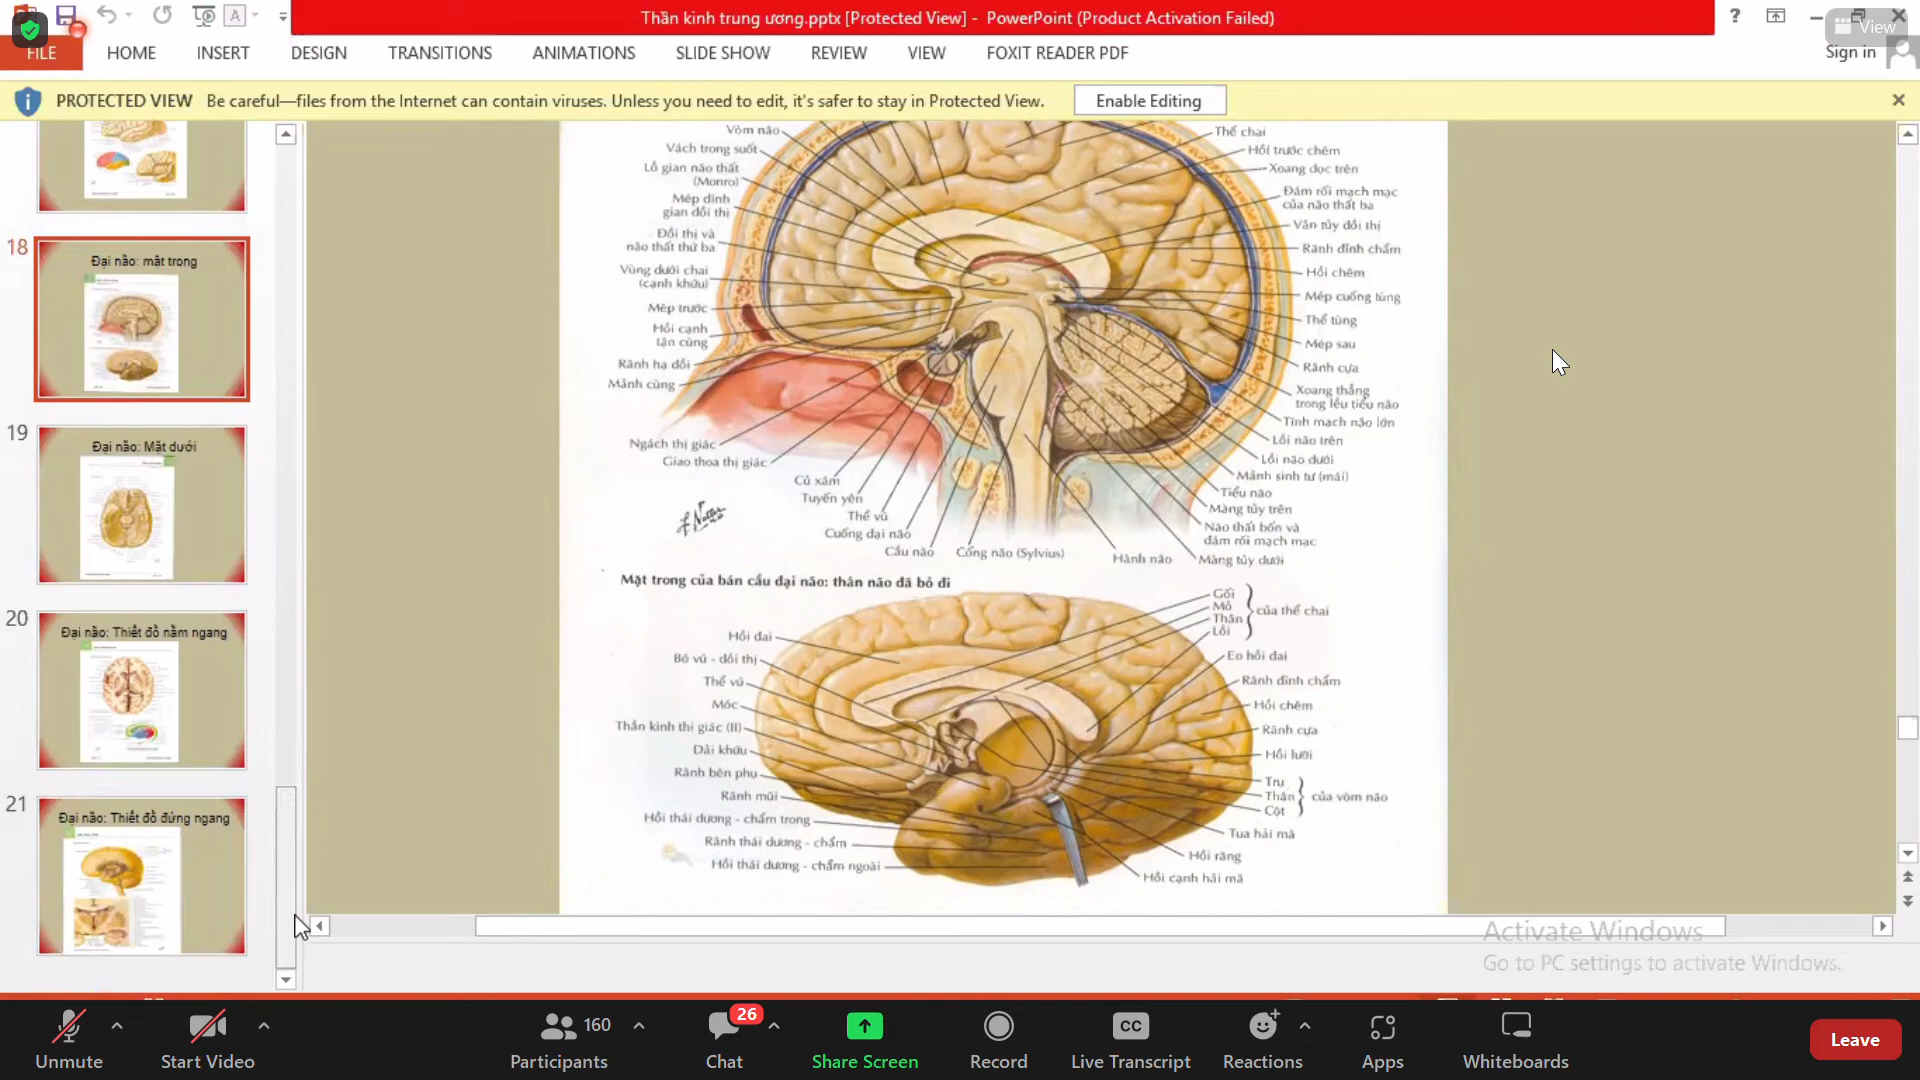 Thần kinh trung ương.pptx [Protected View] - PowerPoint (Product Activation Failed)
View
Sign in
FILE HOME INSERT DESIGN TRANSITIONS ANIMATIONS SLIDE SHOW REVIEW VIEW FOXIT READER PDF
PROTECTED VIEW Be careful—files from the Internet can contain viruses. Unless you need to edit, it's safer to stay in Protected View. Enable Editing
18
Đại não: mặt trong
19
Đại não: Mặt dưới
20
Đại não: Thiết đồ nằm ngang
21
Đại não: Thiết đồ đứng ngang
Vòm não
Vách trong suốt
Lỗ gian não thất
(Monro)
Mép dính
gian đồi thị
Đồi thị và
não thất thứ ba
Vùng dưới chai
(cạnh khứu)
Mép trước
Hồi cạnh
tận cùng
Rãnh hạ đồi
Mảnh cùng
Ngách thị giác
Giao thoa thị giác
Củ xám
Tuyến yên
Thể vú
Cuống đại não
Cầu não
Cống não (Sylvius)
Hành não
Màng tủy dưới
Thể chai
Hồi trước chêm
Xoang dọc trên
Đám rối mạch mạc
của não thất ba
Vân tủy đồi thị
Rãnh đỉnh chẩm
Hồi chêm
Mép cuống tùng
Thể tùng
Mép sau
Rãnh cựa
Xoang thẳng
trong lều tiểu não
Tĩnh mạch não lớn
Lồi não trên
Lồi não dưới
Mảnh sinh tư (mái)
Tiểu não
Màng tủy trên
Não thất bốn và
đám rối mạch mạc
Mặt trong của bán cầu đại não: thân não đã bỏ đi
Hồi đai
Bó vú - đồi thị
Thể vú
Móc
Thần kinh thị giác (II)
Dải khứu
Rãnh bên phụ
Rãnh mũi
Hồi thái dương - chẩm trong
Rãnh thái dương - chẩm
Hồi thái dương - chẩm ngoài
Gối
Mỏ
Thân
Lồi
của thể chai
Eo hồi đai
Rãnh đỉnh chẩm
Hồi chêm
Rãnh cựa
Hồi lưỡi
Trụ
Thân
Cột
của vòm não
Tua hải mã
Hồi răng
Hồi cạnh hải mã
Activate Windows
Go to PC settings to activate Windows.
26
160
CC
Unmute Start Video Participants Chat Share Screen Record Live Transcript Reactions Apps Whiteboards Leave